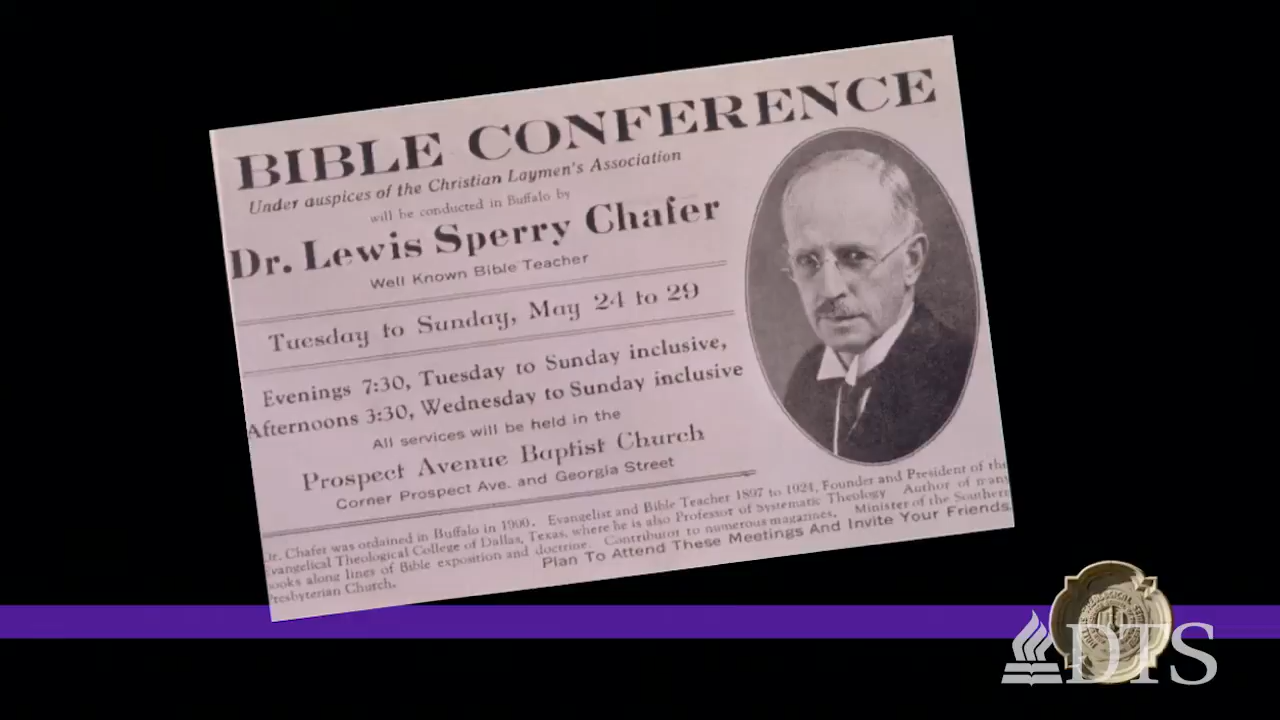 BIBLE CONFERENCE
Under auspices of the Christian Laymen's Association
will be conducted in Buffalo by
Dr. Lewis Sperry Chafer
Well Known Bible Teacher
Tuesday to Sunday, May 24 to 29
Evenings 7:30, Tuesday to Sunday inclusive,
Afternoons 3:30, Wednesday to Sunday inclusive
All services will be held in the
Prospect Avenue Baptist Church
Corner Prospect Ave. and Georgia Street
Dr. Chafer was ordained in Buffalo in 1900. Evangelist and Bible Teacher 1897 to 1924, Founder and President of the
Evangelical Theological College of Dallas, Texas, where he is also Professor of Systematic Theology Author of many
books along lines of Bible exposition and doctrine. Contributor to numerous magazines. Minister of the Southern
Presbyterian Church.
Plan To Attend These Meetings And Invite Your Friends.
DTS